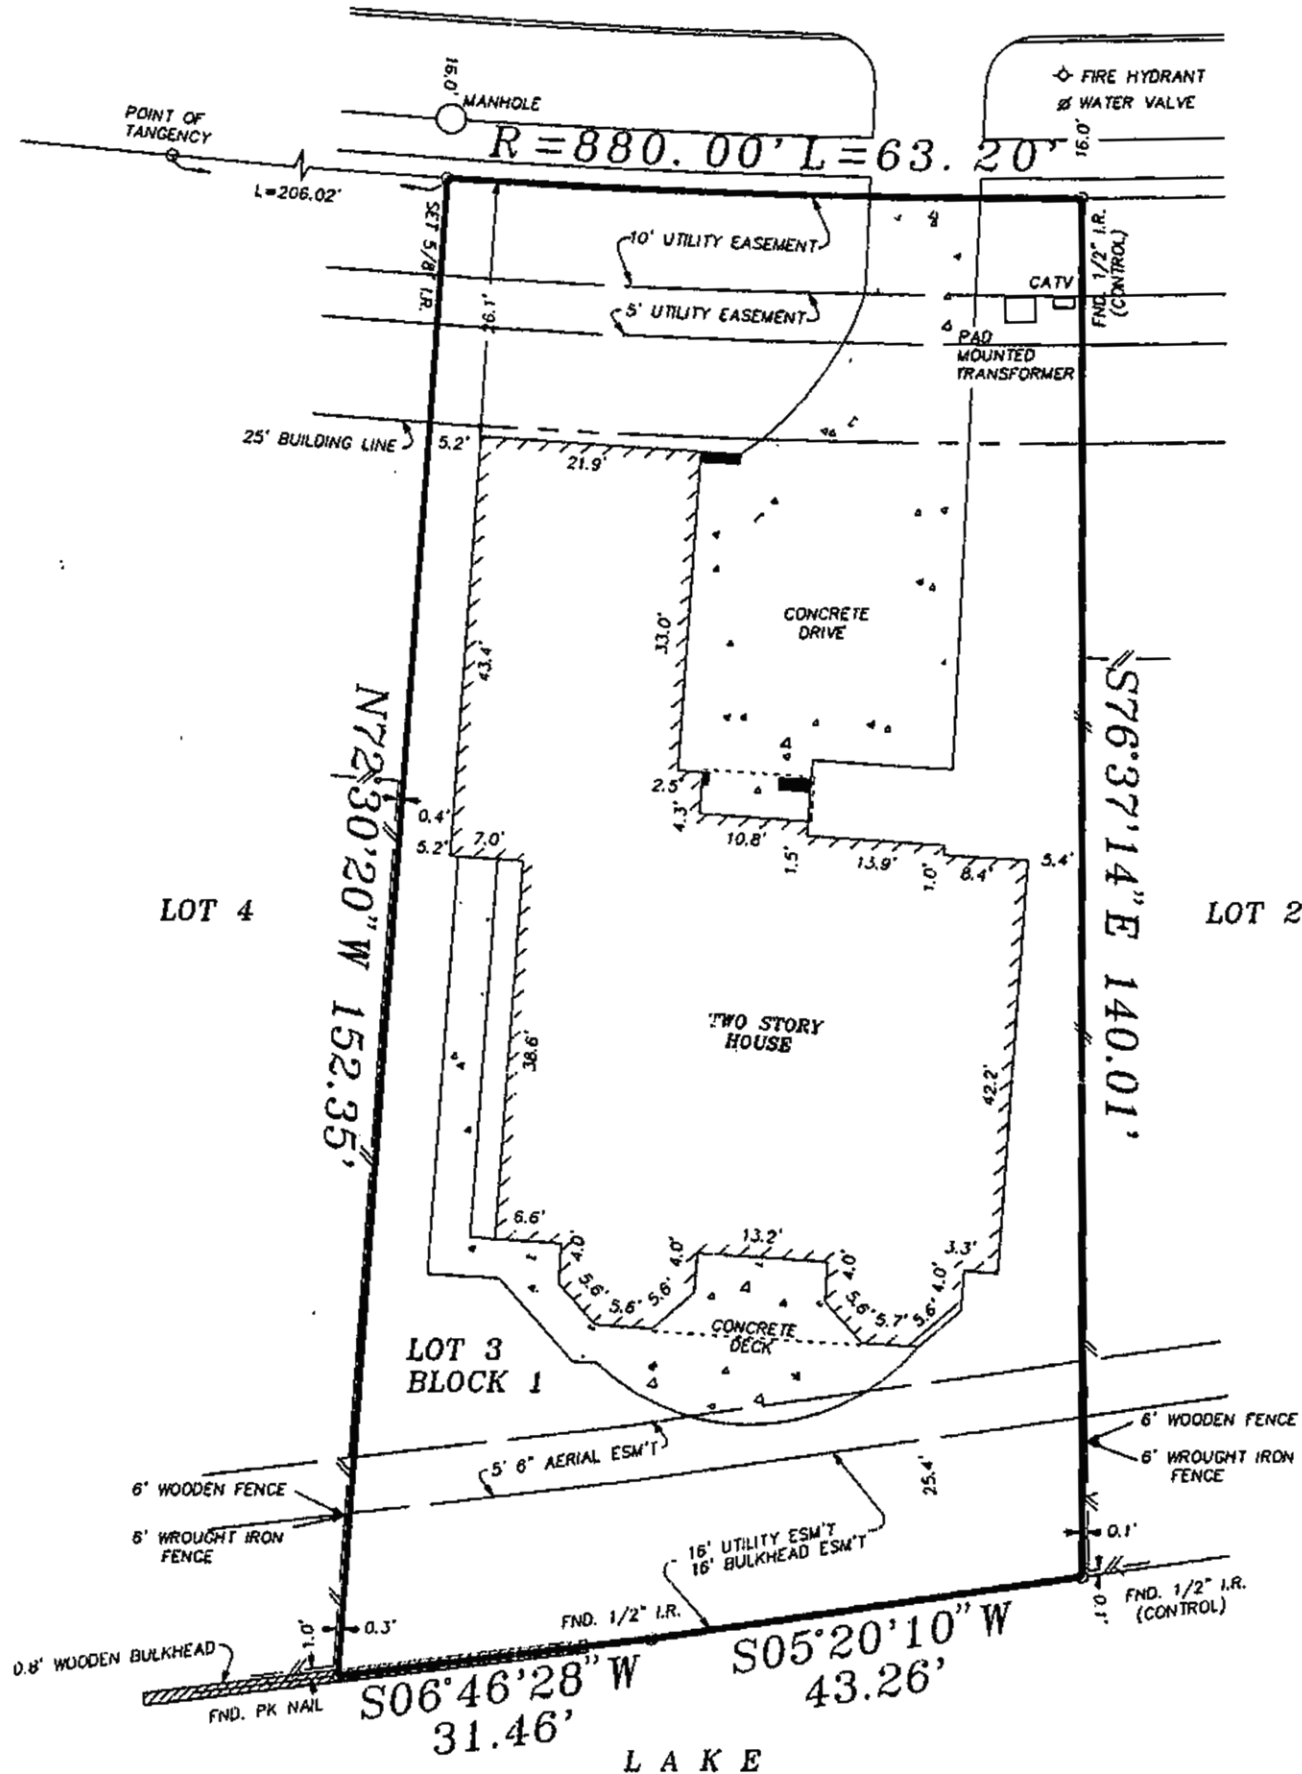 FIRE HYDRANT
WATER VALVE
16.0'
MANHOLE
16.0'
POINT OF
TANGENCY
R=880.00' L=63.20'
L=206.02'
SET 5/8" I.R.
FND. 1/2" I.R.
(CONTROL)
10' UTILITY EASEMENT
CATV
5' UTILITY EASEMENT
26.1'
PAD
MOUNTED
TRANSFORMER
25' BUILDING LINE
5.2'
21.9'
CONCRETE
DRIVE
33.0'
43.4'
N72°30'20"W 152.35'
S76°37'14"E 140.01'
2.5'
4.3'
0.4'
5.2'
7.0'
10.8'
1.5'
13.9'
1.0'
8.4'
5.4'
LOT 4
LOT 2
TWO STORY
HOUSE
38.6'
42.2'
6.6'
4.0'
5.6'
5.6'
5.6'
4.0'
13.2'
4.0'
5.6'
5.7'
5.6'
4.0'
3.3'
CONCRETE
DECK
LOT 3
BLOCK 1
5' 6" AERIAL ESM'T
25.4'
6' WOODEN FENCE
6' WROUGHT IRON
FENCE
6' WOODEN FENCE
6' WROUGHT IRON
FENCE
16' UTILITY ESM'T
16' BULKHEAD ESM'T
0.1'
0.1'
FND. 1/2" I.R.
(CONTROL)
FND. 1/2" I.R.
1.0'
0.3'
0.8' WOODEN BULKHEAD
FND. PK NAIL
S06°46'28"W
31.46'
S05°20'10"W
43.26'
LAKE